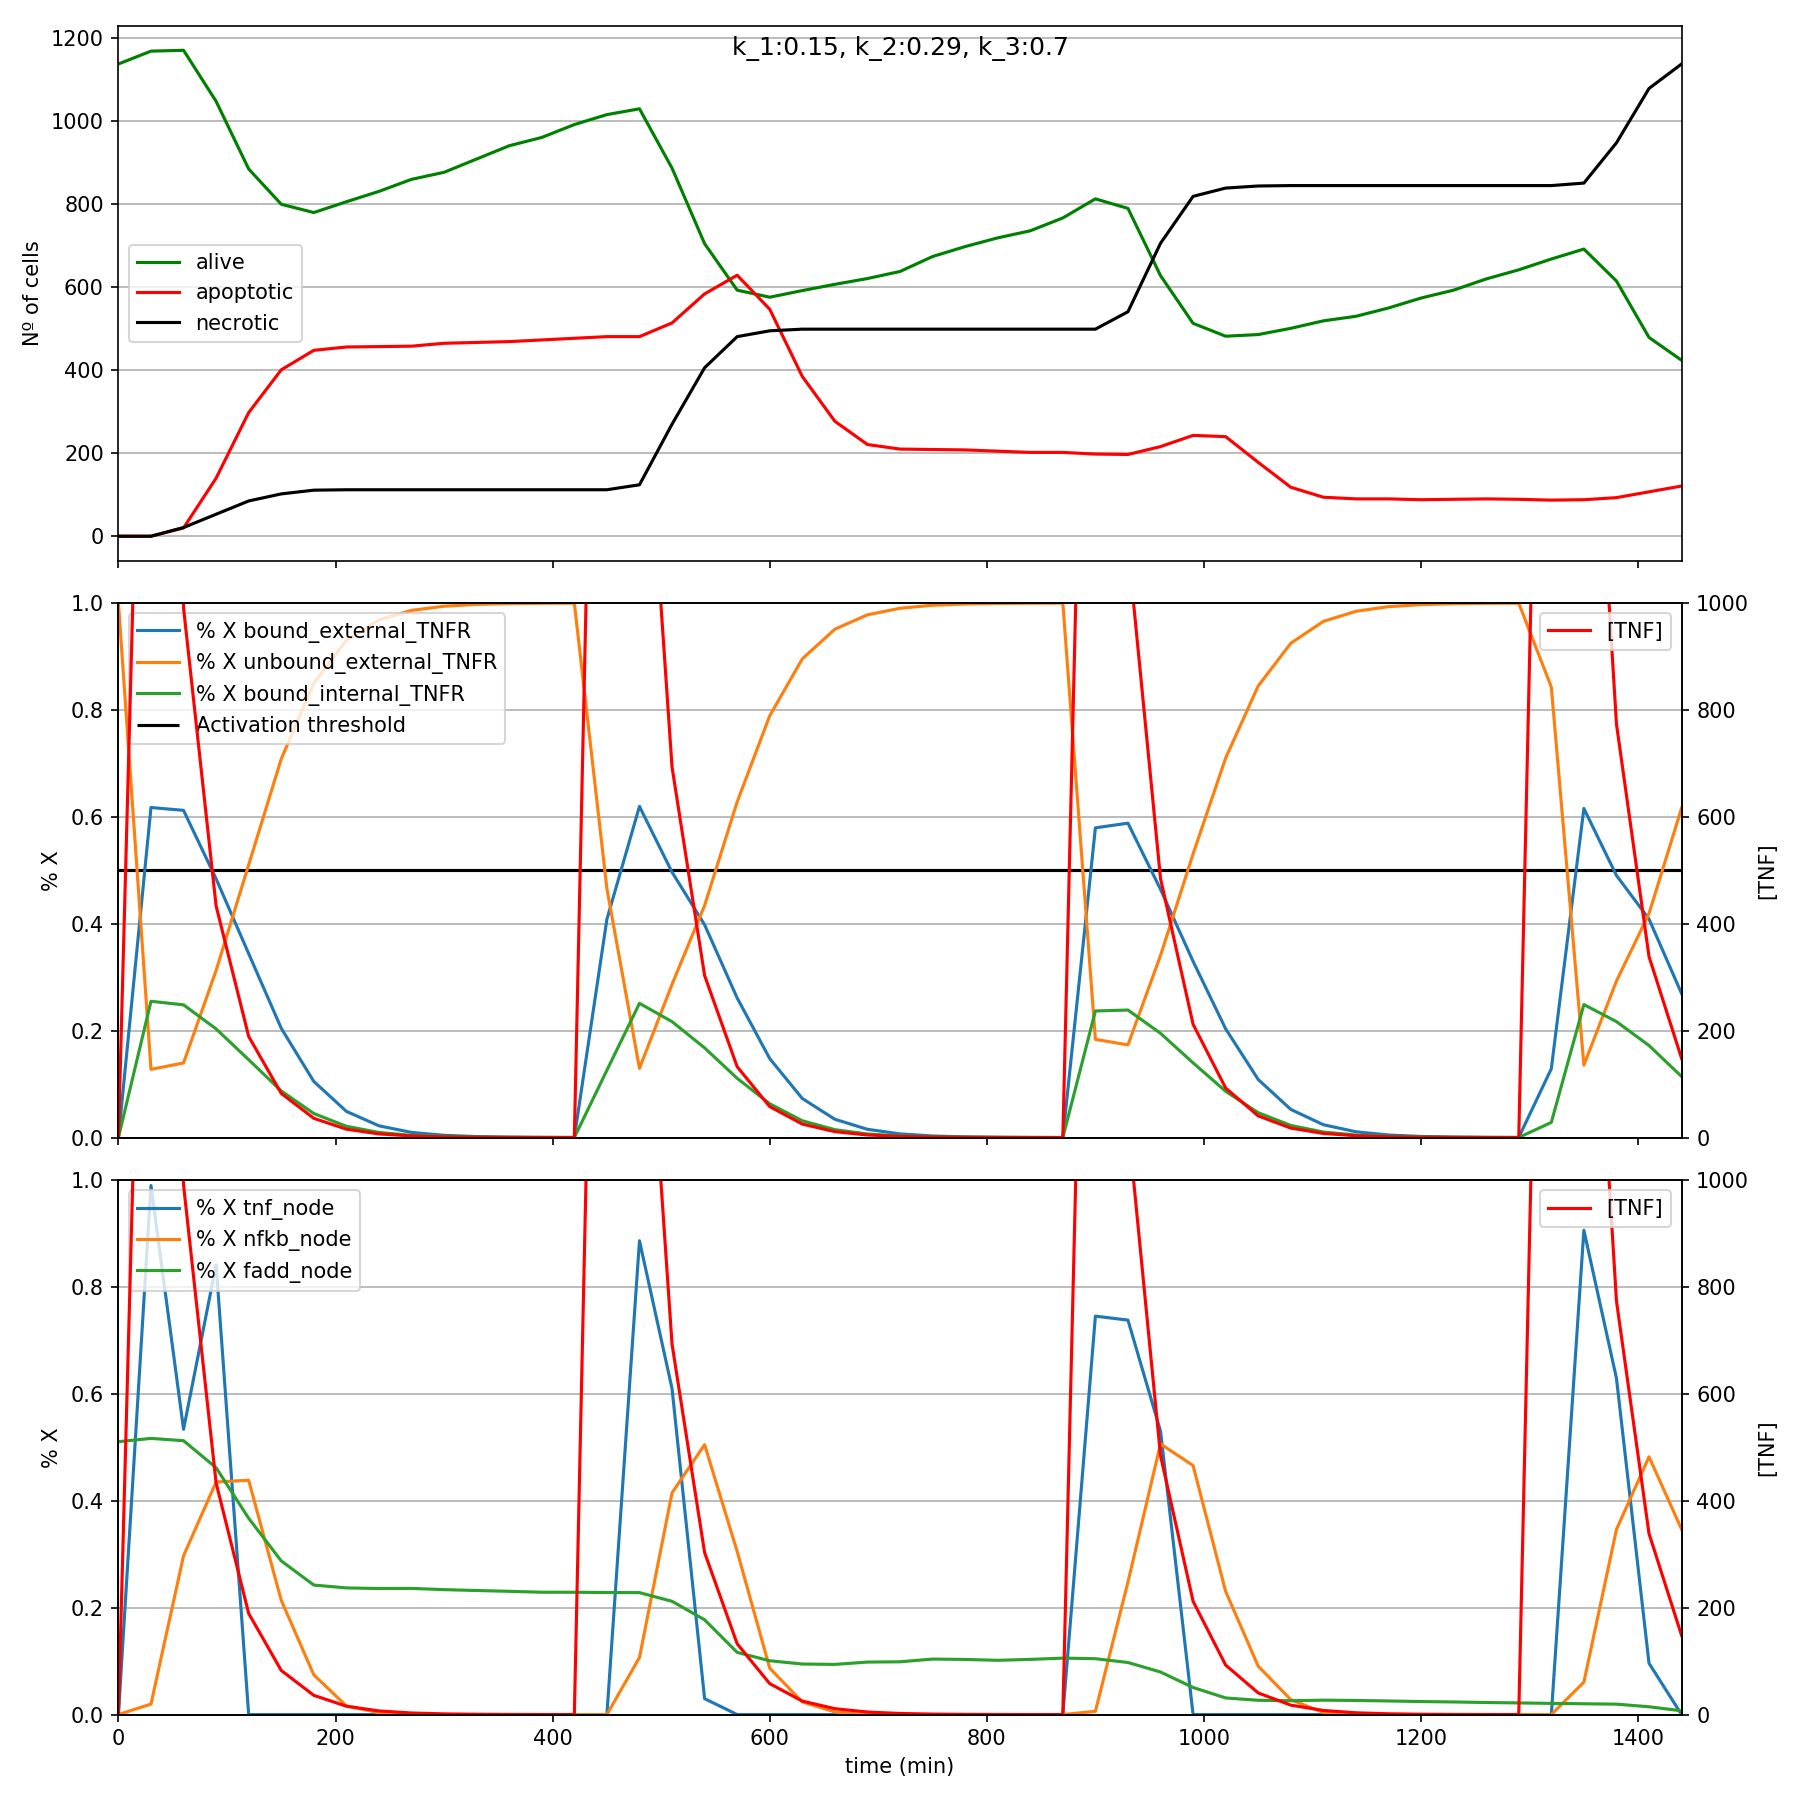 k_1:0.15, k_2:0.29, k_3:0.7
1200
1000
800
600
400
200
0
Nº of cells
alive
apoptotic
necrotic
1.0
0.8
0.6
0.4
0.2
0.0
% X
% X bound_external_TNFR
% X unbound_external_TNFR
% X bound_internal_TNFR
Activation threshold
[TNF]
1000
800
600
400
200
0
[TNF]
1.0
0.8
0.6
0.4
0.2
0.0
% X
% X tnf_node
% X nfkb_node
% X fadd_node
[TNF]
1000
800
600
400
200
0
[TNF]
0 200 400 600 800 1000 1200 1400
time (min)